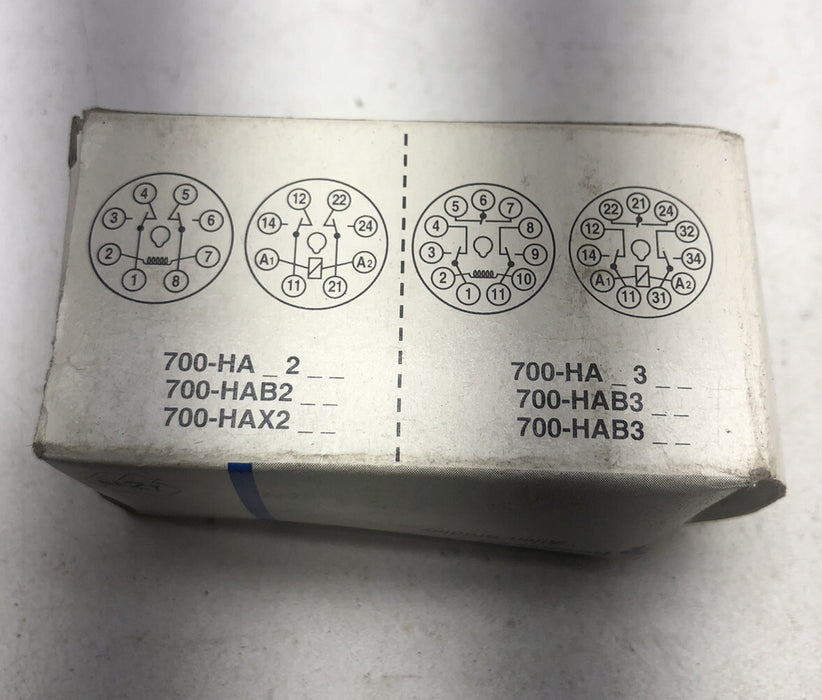 4 5
3 6
2 7
1 8
12 22
14 24
A1 A2
11 21
5 6 7
4 8
3 9
2 10
1 11
22 21 24
12 32
14 34
A1 A2
11 31
700-HA _ 2 _ _
700-HAB2 _ _
700-HAX2 _ _
700-HA _ 3 _ _
700-HAB3 _ _
700-HAB3 _ _